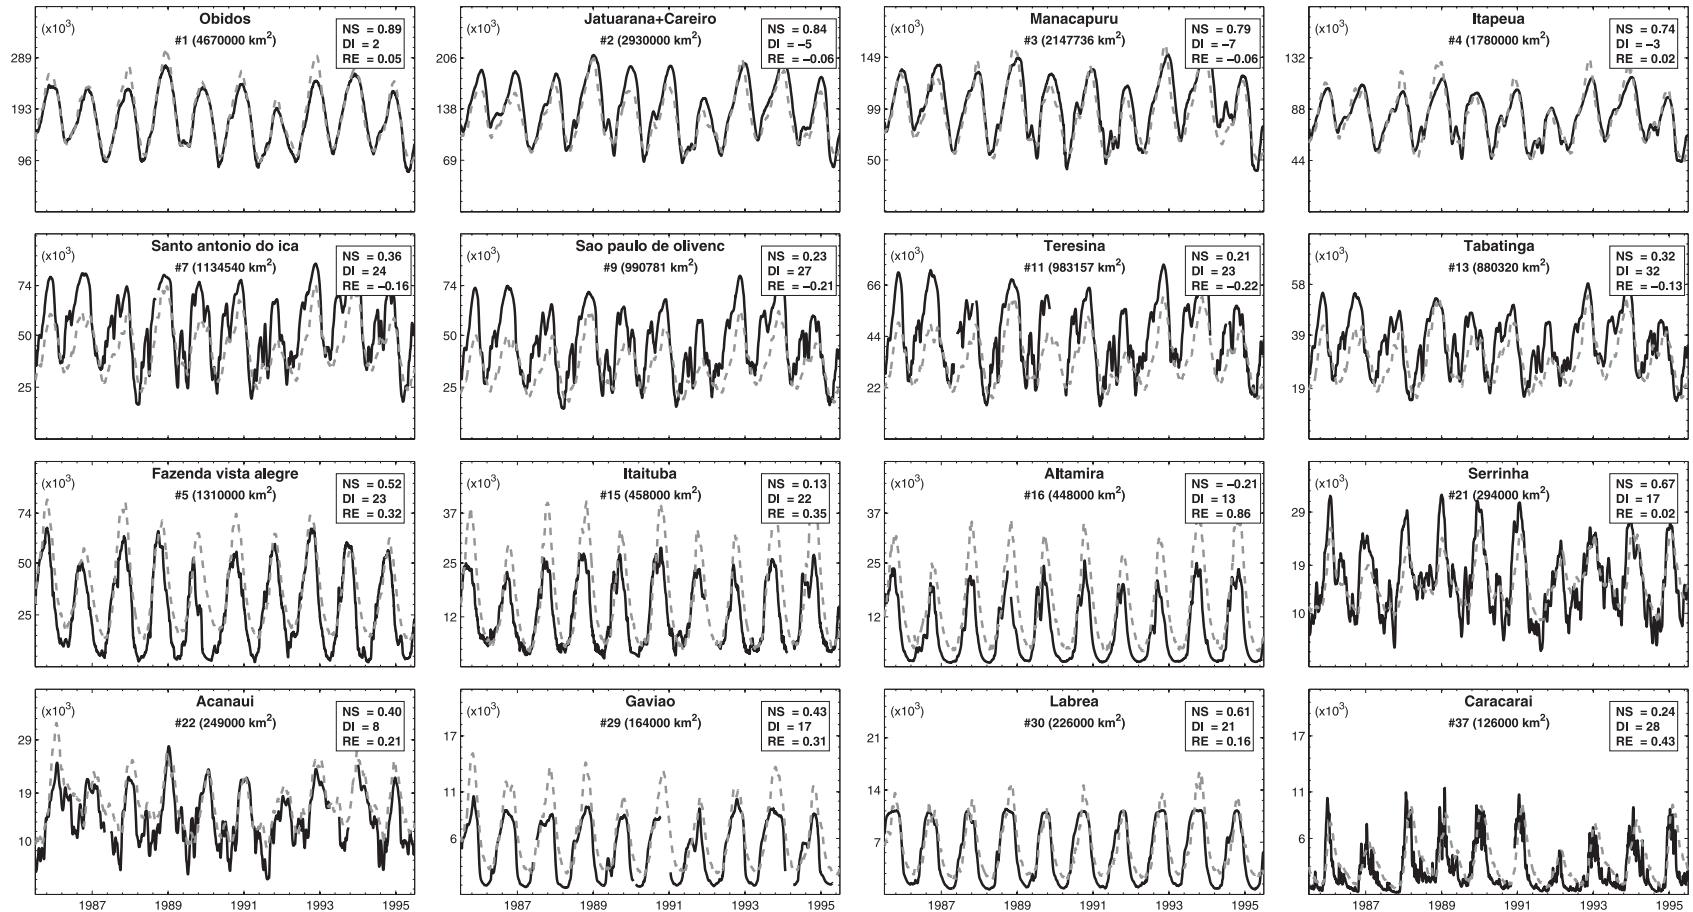 Obidos
(x10³)
#1 (4670000 km²)
NS = 0.89
DI = 2
RE = 0.05
289
193
96
Jatuarana+Careiro
(x10³)
#2 (2930000 km²)
NS = 0.84
DI = −5
RE = −0.06
206
138
69
Manacapuru
(x10³)
#3 (2147736 km²)
NS = 0.79
DI = −7
RE = −0.06
149
99
50
Itapeua
(x10³)
#4 (1780000 km²)
NS = 0.74
DI = −3
RE = 0.02
132
88
44
Santo antonio do ica
(x10³)
#7 (1134540 km²)
NS = 0.36
DI = 24
RE = −0.16
74
50
25
Sao paulo de olivenc
(x10³)
#9 (990781 km²)
NS = 0.23
DI = 27
RE = −0.21
74
50
25
Teresina
(x10³)
#11 (983157 km²)
NS = 0.21
DI = 23
RE = −0.22
66
44
22
Tabatinga
(x10³)
#13 (880320 km²)
NS = 0.32
DI = 32
RE = −0.13
58
39
19
Fazenda vista alegre
(x10³)
#5 (1310000 km²)
NS = 0.52
DI = 23
RE = 0.32
74
50
25
Itaituba
(x10³)
#15 (458000 km²)
NS = 0.13
DI = 22
RE = 0.35
37
25
12
Altamira
(x10³)
#16 (448000 km²)
NS = −0.21
DI = 13
RE = 0.86
37
25
12
Serrinha
(x10³)
#21 (294000 km²)
NS = 0.67
DI = 17
RE = 0.02
29
19
10
Acanaui
(x10³)
#22 (249000 km²)
NS = 0.40
DI = 8
RE = 0.21
29
19
10
1987 1989 1991 1993 1995
Gaviao
(x10³)
#29 (164000 km²)
NS = 0.43
DI = 17
RE = 0.31
17
11
6
1987 1989 1991 1993 1995
Labrea
(x10³)
#30 (226000 km²)
NS = 0.61
DI = 21
RE = 0.16
21
14
7
1987 1989 1991 1993 1995
Caracarai
(x10³)
#37 (126000 km²)
NS = 0.24
DI = 28
RE = 0.43
17
11
6
1987 1989 1991 1993 1995